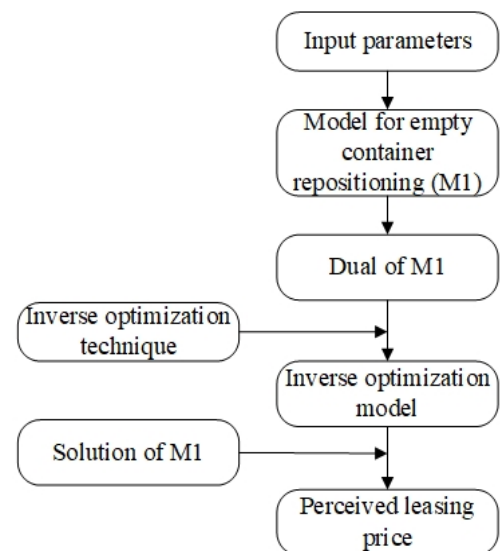 Input parameters
Model for empty
container
repositioning (M1)
Dual of M1
Inverse optimization
technique
Inverse optimization
model
Solution of M1
Perceived leasing
price